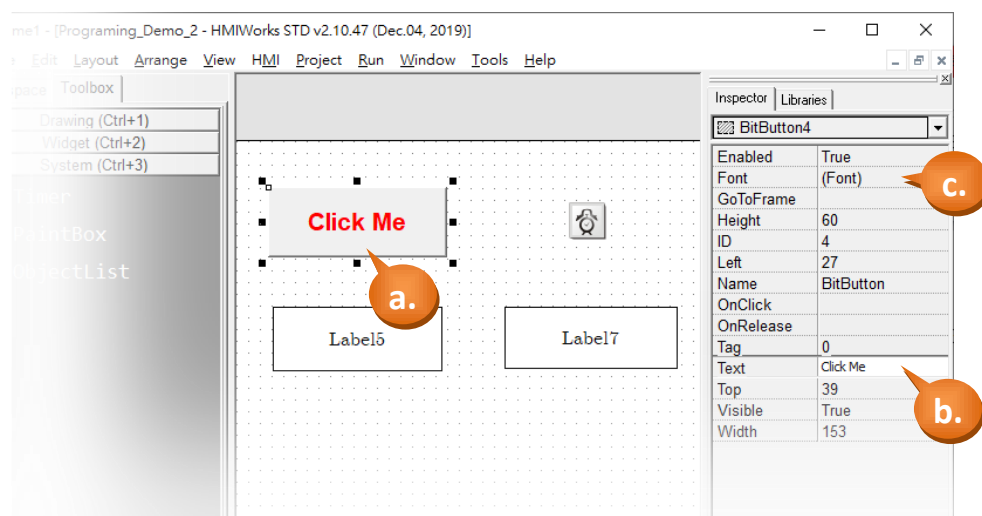 me1 - [Programing_Demo_2 - HMIWorks STD v2.10.47 (Dec.04, 2019)]
Edit Layout Arrange View HMI Project Run Window Tools Help
pace Toolbox
Drawing (Ctrl+1)
Widget (Ctrl+2)
System (Ctrl+3)
Timer
PaintBox
ObjectList
Click Me
a.
Label5
Label7
Inspector Libraries
BitButton4
Enabled True
Font (Font)
c.
GoToFrame
Height 60
ID 4
Left 27
Name BitButton
OnClick
OnRelease
Tag 0
Text Click Me
b.
Top 39
Visible True
Width 153